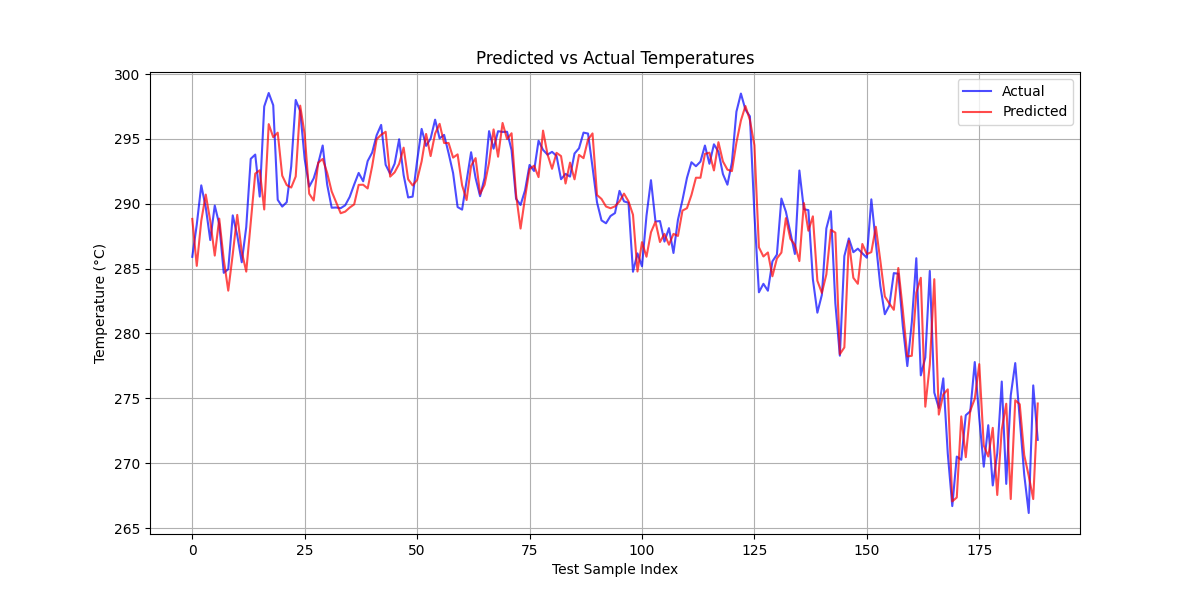 Predicted vs Actual Temperatures
300
295
290
285
280
275
270
265
Temperature (°C)
Actual
Predicted
0 25 50 75 100 125 150 175
Test Sample Index